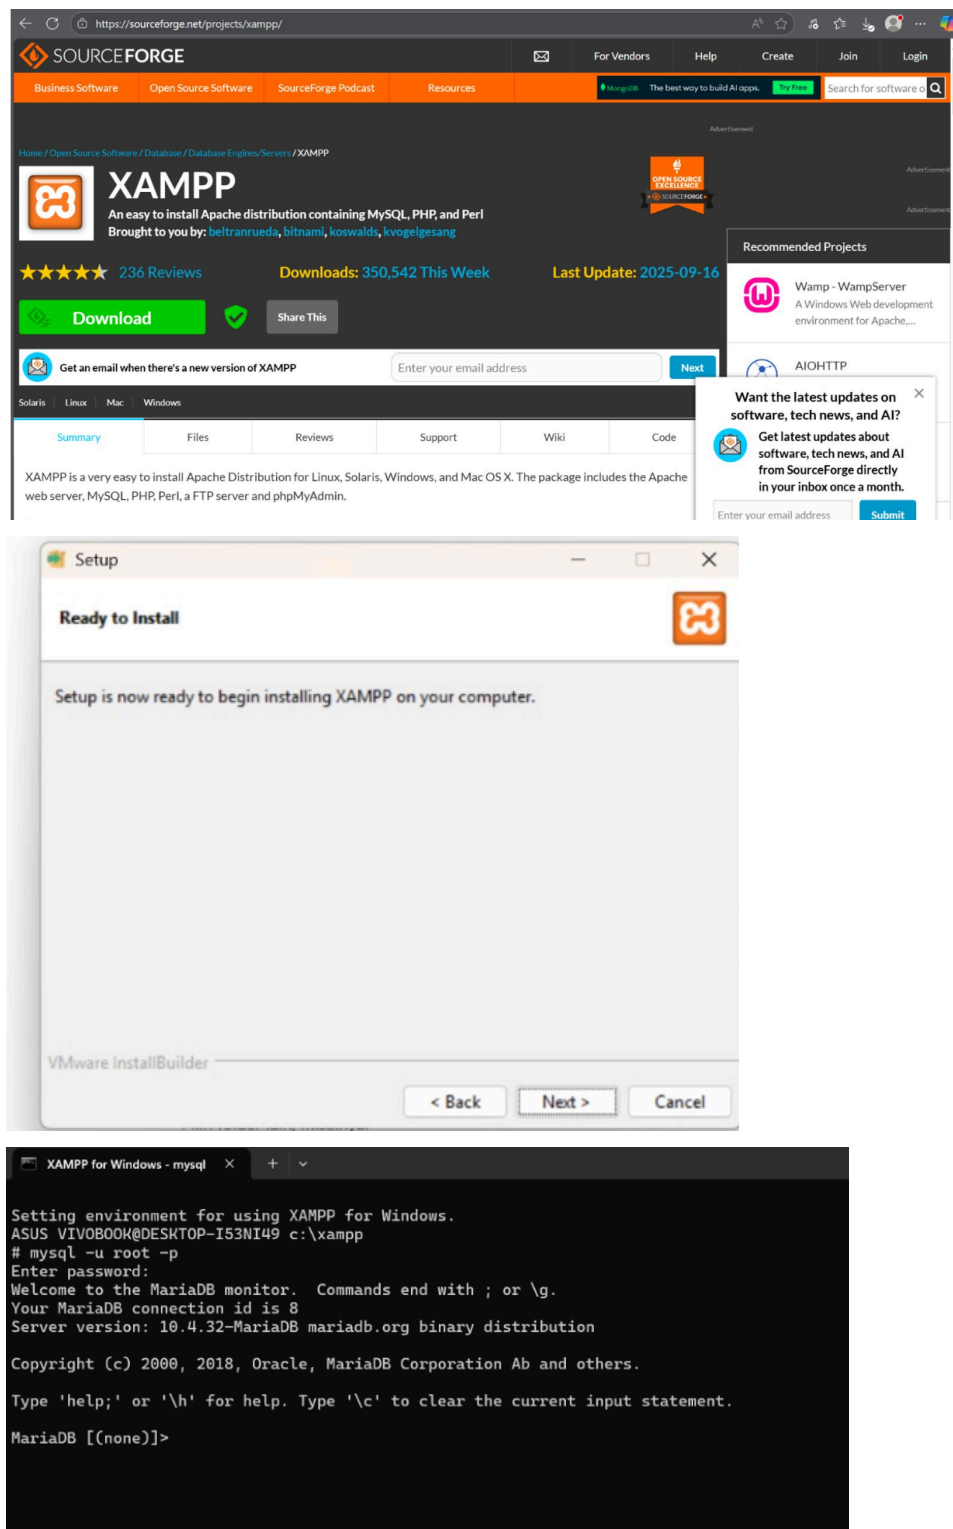 https://sourceforge.net/projects/xampp/
SOURCEFORGE
For Vendors Help Create Join Login
Business Software Open Source Software SourceForge Podcast Resources
MongoDB The best way to build AI apps. Try Free
Search for software o
Advertisement
Home / Open Source Software / Database / Database Engines/Servers / XAMPP
Advertisement
Advertisement
XAMPP
An easy to install Apache distribution containing MySQL, PHP, and Perl
Brought to you by: beltranrueda, bitnami, koswalds, kvogelgesang
OPEN SOURCE
EXCELLENCE
SOURCEFORGE
236 Reviews Downloads: 350,542 This Week Last Update: 2025-09-16
Download Share This
Get an email when there's a new version of XAMPP Enter your email address Next
Solaris Linux Mac Windows
Summary Files Reviews Support Wiki Code
XAMPP is a very easy to install Apache Distribution for Linux, Solaris, Windows, and Mac OS X. The package includes the Apache
web server, MySQL, PHP, Perl, a FTP server and phpMyAdmin.
Recommended Projects
Wamp - WampServer
A Windows Web development
environment for Apache,...
AIOHTTP
Want the latest updates on
software, tech news, and AI?
Get latest updates about
software, tech news, and AI
from SourceForge directly
in your inbox once a month.
Enter your email address Submit
Setup
Ready to Install
Setup is now ready to begin installing XAMPP on your computer.
VMware InstallBuilder
< Back Next > Cancel
XAMPP for Windows - mysql
Setting environment for using XAMPP for Windows.
ASUS VIVOBOOK@DESKTOP-I53NI49 c:\xampp
# mysql -u root -p
Enter password:
Welcome to the MariaDB monitor.  Commands end with ; or \g.
Your MariaDB connection id is 8
Server version: 10.4.32-MariaDB mariadb.org binary distribution
Copyright (c) 2000, 2018, Oracle, MariaDB Corporation Ab and others.
Type 'help;' or '\h' for help. Type '\c' to clear the current input statement.
MariaDB [(none)]>